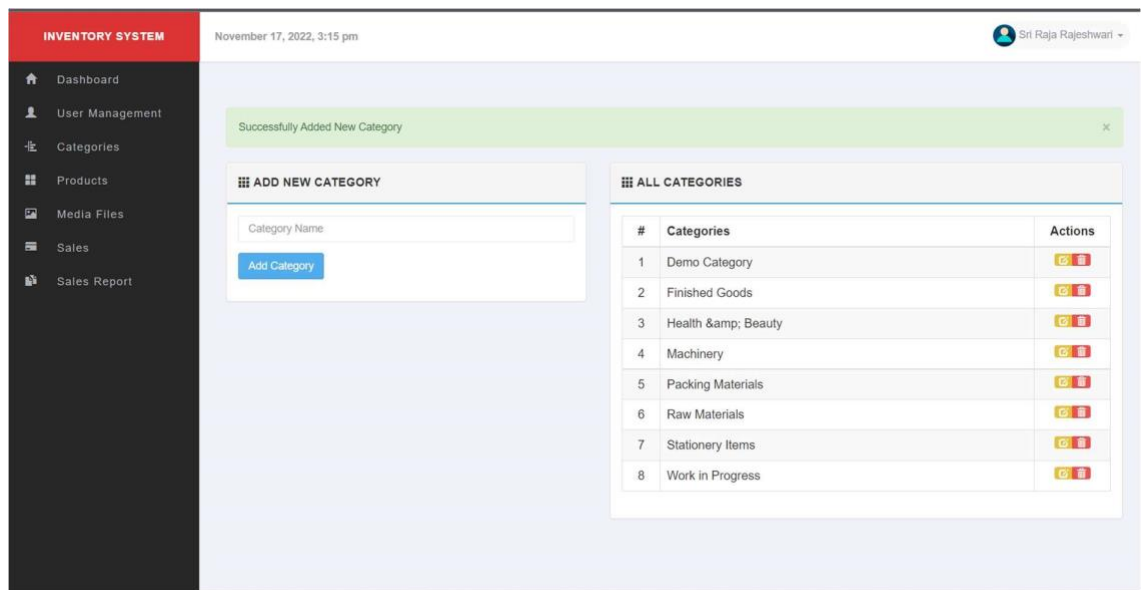 INVENTORY SYSTEM
November 17, 2022, 3:15 pm
Sri Raja Rajeshwari
Dashboard
User Management
Categories
Products
Media Files
Sales
Sales Report
Successfully Added New Category
×
ADD NEW CATEGORY
Category Name
Add Category
ALL CATEGORIES
# Categories Actions
1 Demo Category
2 Finished Goods
3 Health &amp; Beauty
4 Machinery
5 Packing Materials
6 Raw Materials
7 Stationery Items
8 Work in Progress